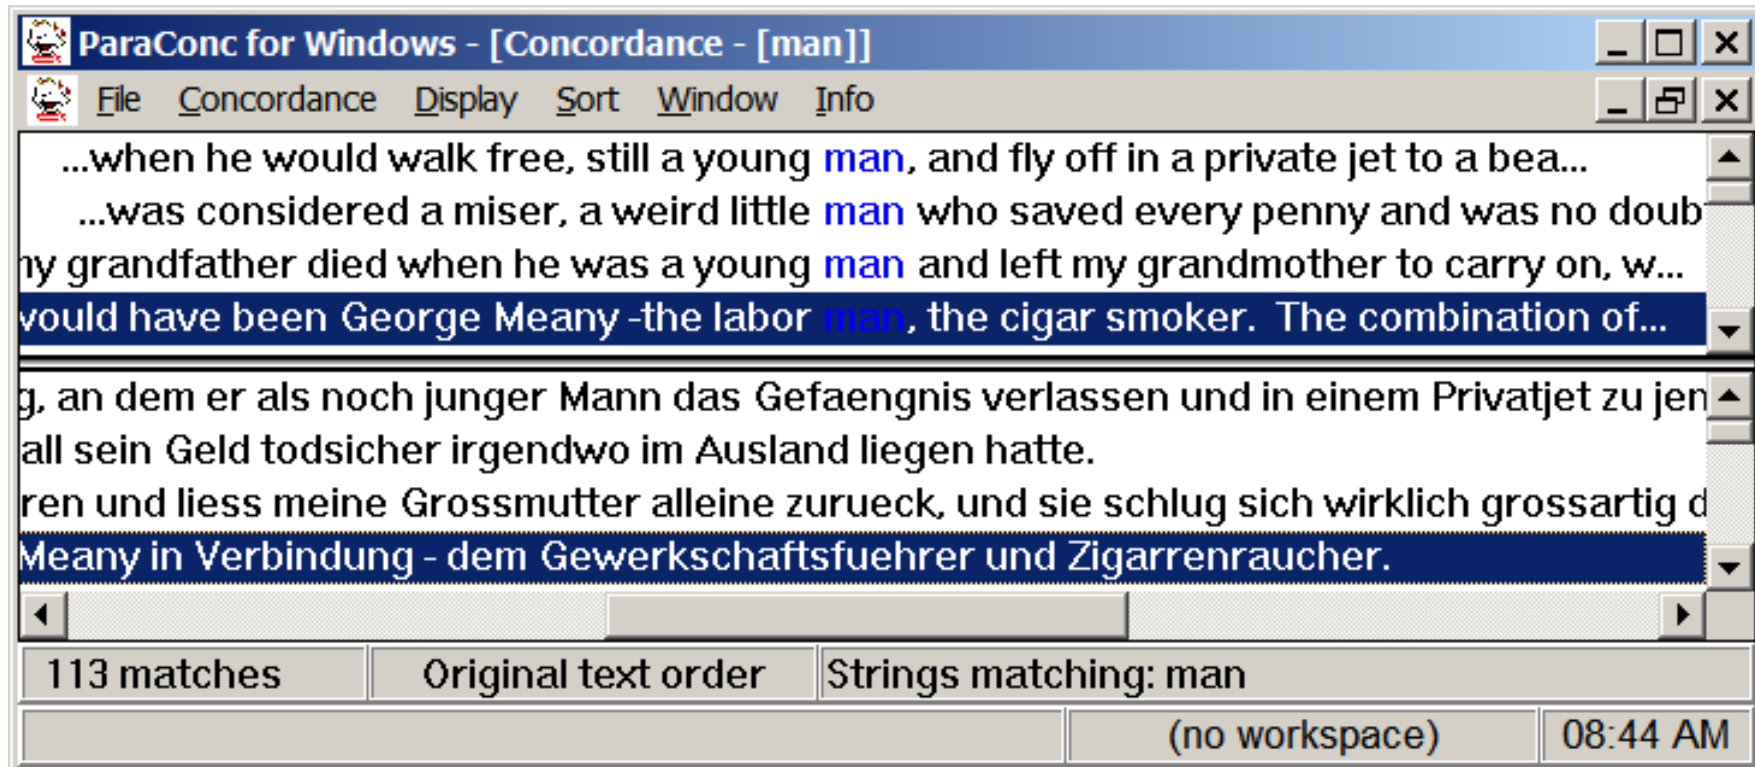 ParaConc for Windows - [Concordance - [man]]
File Concordance Display Sort Window Info
...when he would walk free, still a young man, and fly off in a private jet to a bea...
...was considered a miser, a weird little man who saved every penny and was no doub
ny grandfather died when he was a young man and left my grandmother to carry on, w...
would have been George Meany -the labor man, the cigar smoker.  The combination of...
g, an dem er als noch junger Mann das Gefaengnis verlassen und in einem Privatjet zu jen
all sein Geld todsicher irgendwo im Ausland liegen hatte.
ren und liess meine Grossmutter alleine zurueck, und sie schlug sich wirklich grossartig d
Meany in Verbindung - dem Gewerkschaftsfuehrer und Zigarrenraucher.
113 matches Original text order Strings matching: man
(no workspace) 08:44 AM